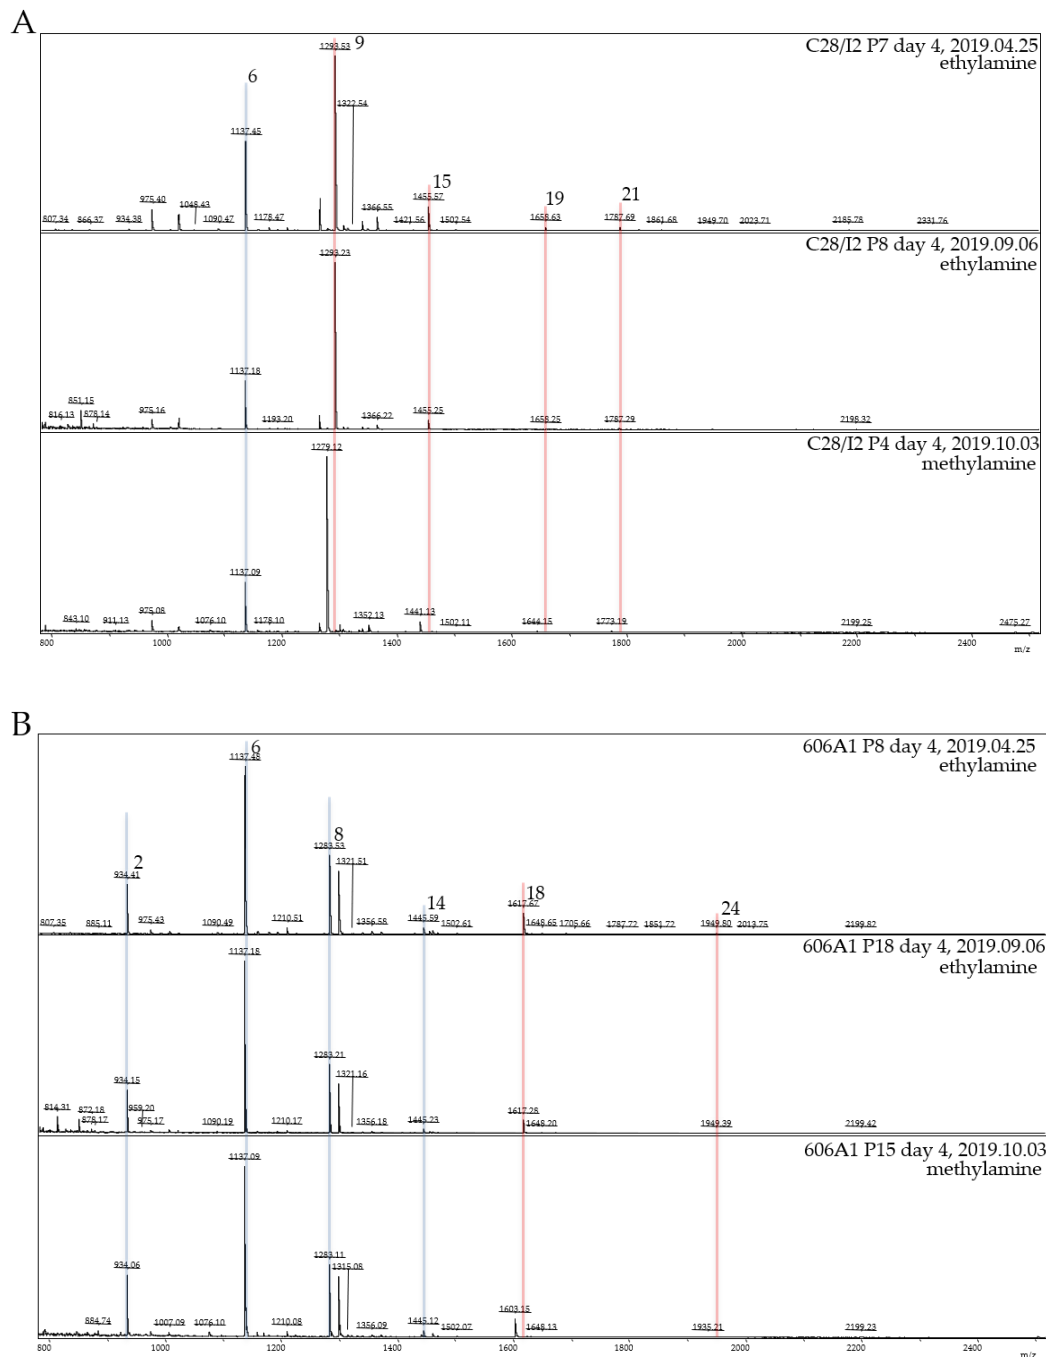 A
C28/I2 P7 day 4, 2019.04.25
ethylamine
1293.53 9
6
1322.54
1137.45
15
21
19
975.40
1048.43
1366.55
1455.57
807.34 866.37 934.38 1090.47 1178.47 1421.56 1502.54 1658.63 1787.69 1861.68 1949.70 2023.71 2185.78 2331.76
C28/I2 P8 day 4, 2019.09.06
ethylamine
1293.23
1137.18
851.15
816.13 878.14 975.16 1193.20 1366.22 1455.25 1658.25 1787.29 2198.32
C28/I2 P4 day 4, 2019.10.03
methylamine
1279.12
1137.09
975.08
843.10 911.13 1076.10 1178.10 1352.13 1441.13 1502.11 1644.15 1773.19 2199.25 2475.27
800 1000 1200 1400 1600 1800 2000 2200 2400
m/z
B
606A1 P8 day 4, 2019.04.25
ethylamine
6
1137.48
8
1283.53
1321.51
2
934.41
18
14
1617.67
24
807.35 885.11 975.43 1090.49 1210.51 1356.58 1445.59 1502.61 1648.65 1705.66 1787.72 1851.72 1949.80 2013.75 2199.82
606A1 P18 day 4, 2019.09.06
ethylamine
1137.18
1283.21
1321.16
934.15
814.31 872.18 959.20
878.17 975.17 1090.19 1210.17 1356.18 1445.23 1617.28 1648.20 1949.39 2199.42
606A1 P15 day 4, 2019.10.03
methylamine
1137.09
1283.11
1315.08
934.06
1603.15
884.74 1007.09 1076.10 1210.08 1356.09 1445.12 1502.07 1648.13 1935.21 2199.23
800 1000 1200 1400 1600 1800 2000 2200 2400
m/z